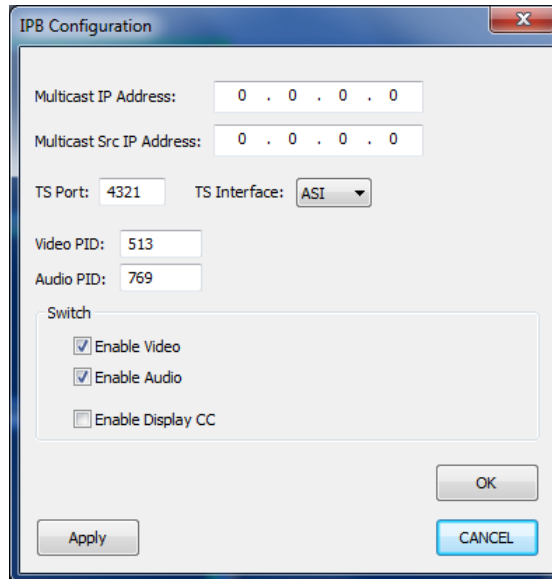 IPB Configuration
Multicast IP Address: 0 . 0 . 0 . 0
Multicast Src IP Address: 0 . 0 . 0 . 0
TS Port: 4321 TS Interface: ASI
Video PID: 513
Audio PID: 769
Switch
Enable Video
Enable Audio
Enable Display CC
OK
Apply CANCEL